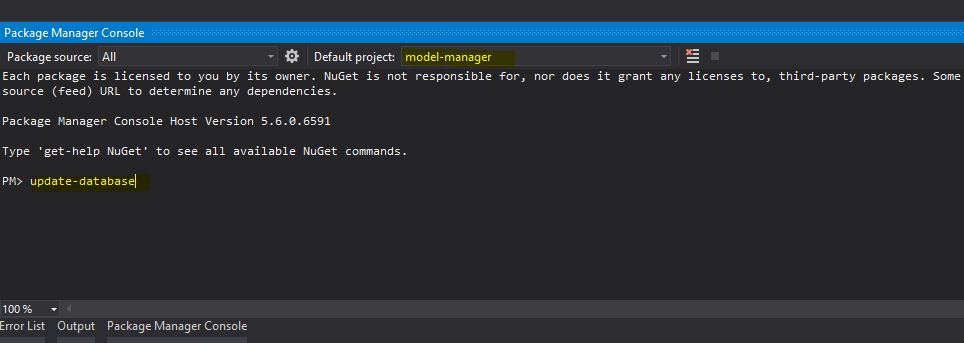 Package Manager Console
Package source: All Default project: model-manager
Each package is licensed to you by its owner. NuGet is not responsible for, nor does it grant any licenses to, third-party packages. Some
source (feed) URL to determine any dependencies.
Package Manager Console Host Version 5.6.0.6591
Type 'get-help NuGet' to see all available NuGet commands.
PM> update-database
100 %
Error List Output Package Manager Console